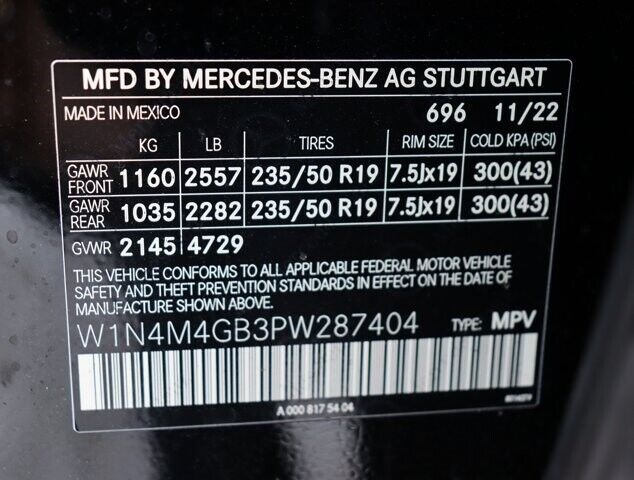 MFD BY MERCEDES-BENZ AG STUTTGART
MADE IN MEXICO 696 11/22
KG LB TIRES RIM SIZE COLD KPA (PSI)
GAWR FRONT 1160 2557 235/50 R19 7.5Jx19 300(43)
GAWR REAR 1035 2282 235/50 R19 7.5Jx19 300(43)
GVWR 2145 4729
THIS VEHICLE CONFORMS TO ALL APPLICABLE FEDERAL MOTOR VEHICLE
SAFETY AND THEFT PREVENTION STANDARDS IN EFFECT ON THE DATE OF
MANUFACTURE SHOWN ABOVE.
W1N4M4GB3PW287404 TYPE: MPV
A 000 817 54 04